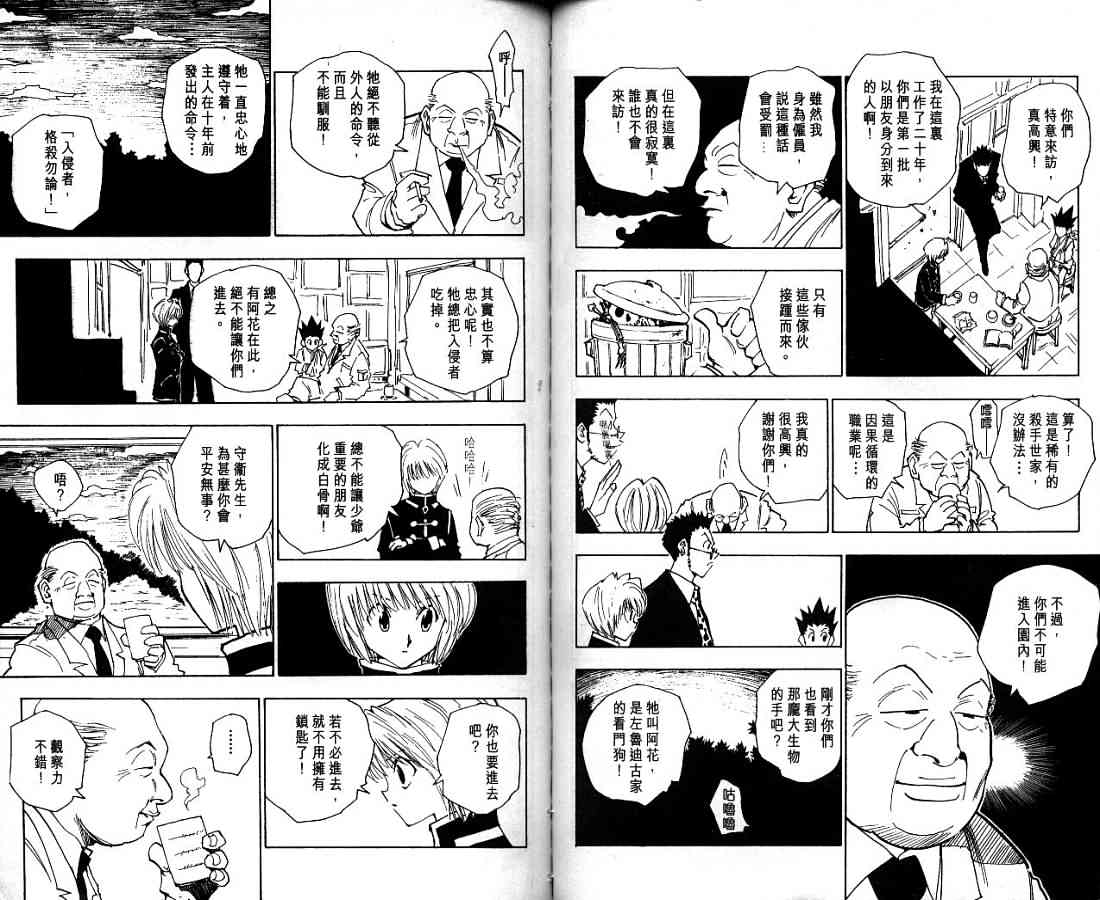 你們
特意來訪，
真高興！
我在這裏
工作了二十年，
你們是第一批
以朋友身分到來
的人啊！
雖然我
身為僱員，
說這種話
會受罰…
但在這裏
真的很寂寞！
誰也不會
來訪！
只有
這些傢伙
接踵而來。
算了！
這是稀有的
殺手世家，
沒辦法…
嚐嚐—
這是
因果循環的
職業呢…
我真的
很高興，
謝謝你們！
不過，
你們不可能
進入園內！
剛才你們
也看到
那龐大生物
的手吧？
牠叫阿花，
是左魯迪古家
的看門狗！
咕嚕嚕
呼
牠絕不聽從
外人的命令，
而且
不能馴服！
牠一直忠心地
遵守着，
主人在十年前
發出的命令…
「入侵者，
格殺勿論！」
其實也不算
忠心呢！
牠總把入侵者
吃掉。
總之
有阿花在此，
絕不能讓你們
進去。
哈哈哈
總不能讓少爺
重要的朋友
化成白骨啊！
守衞先生，
為甚麼你會
平安無事？
唔？
你也要進去
吧？
若不必進去，
就不用擁有
鎖匙了！
……
觀察力
不錯！